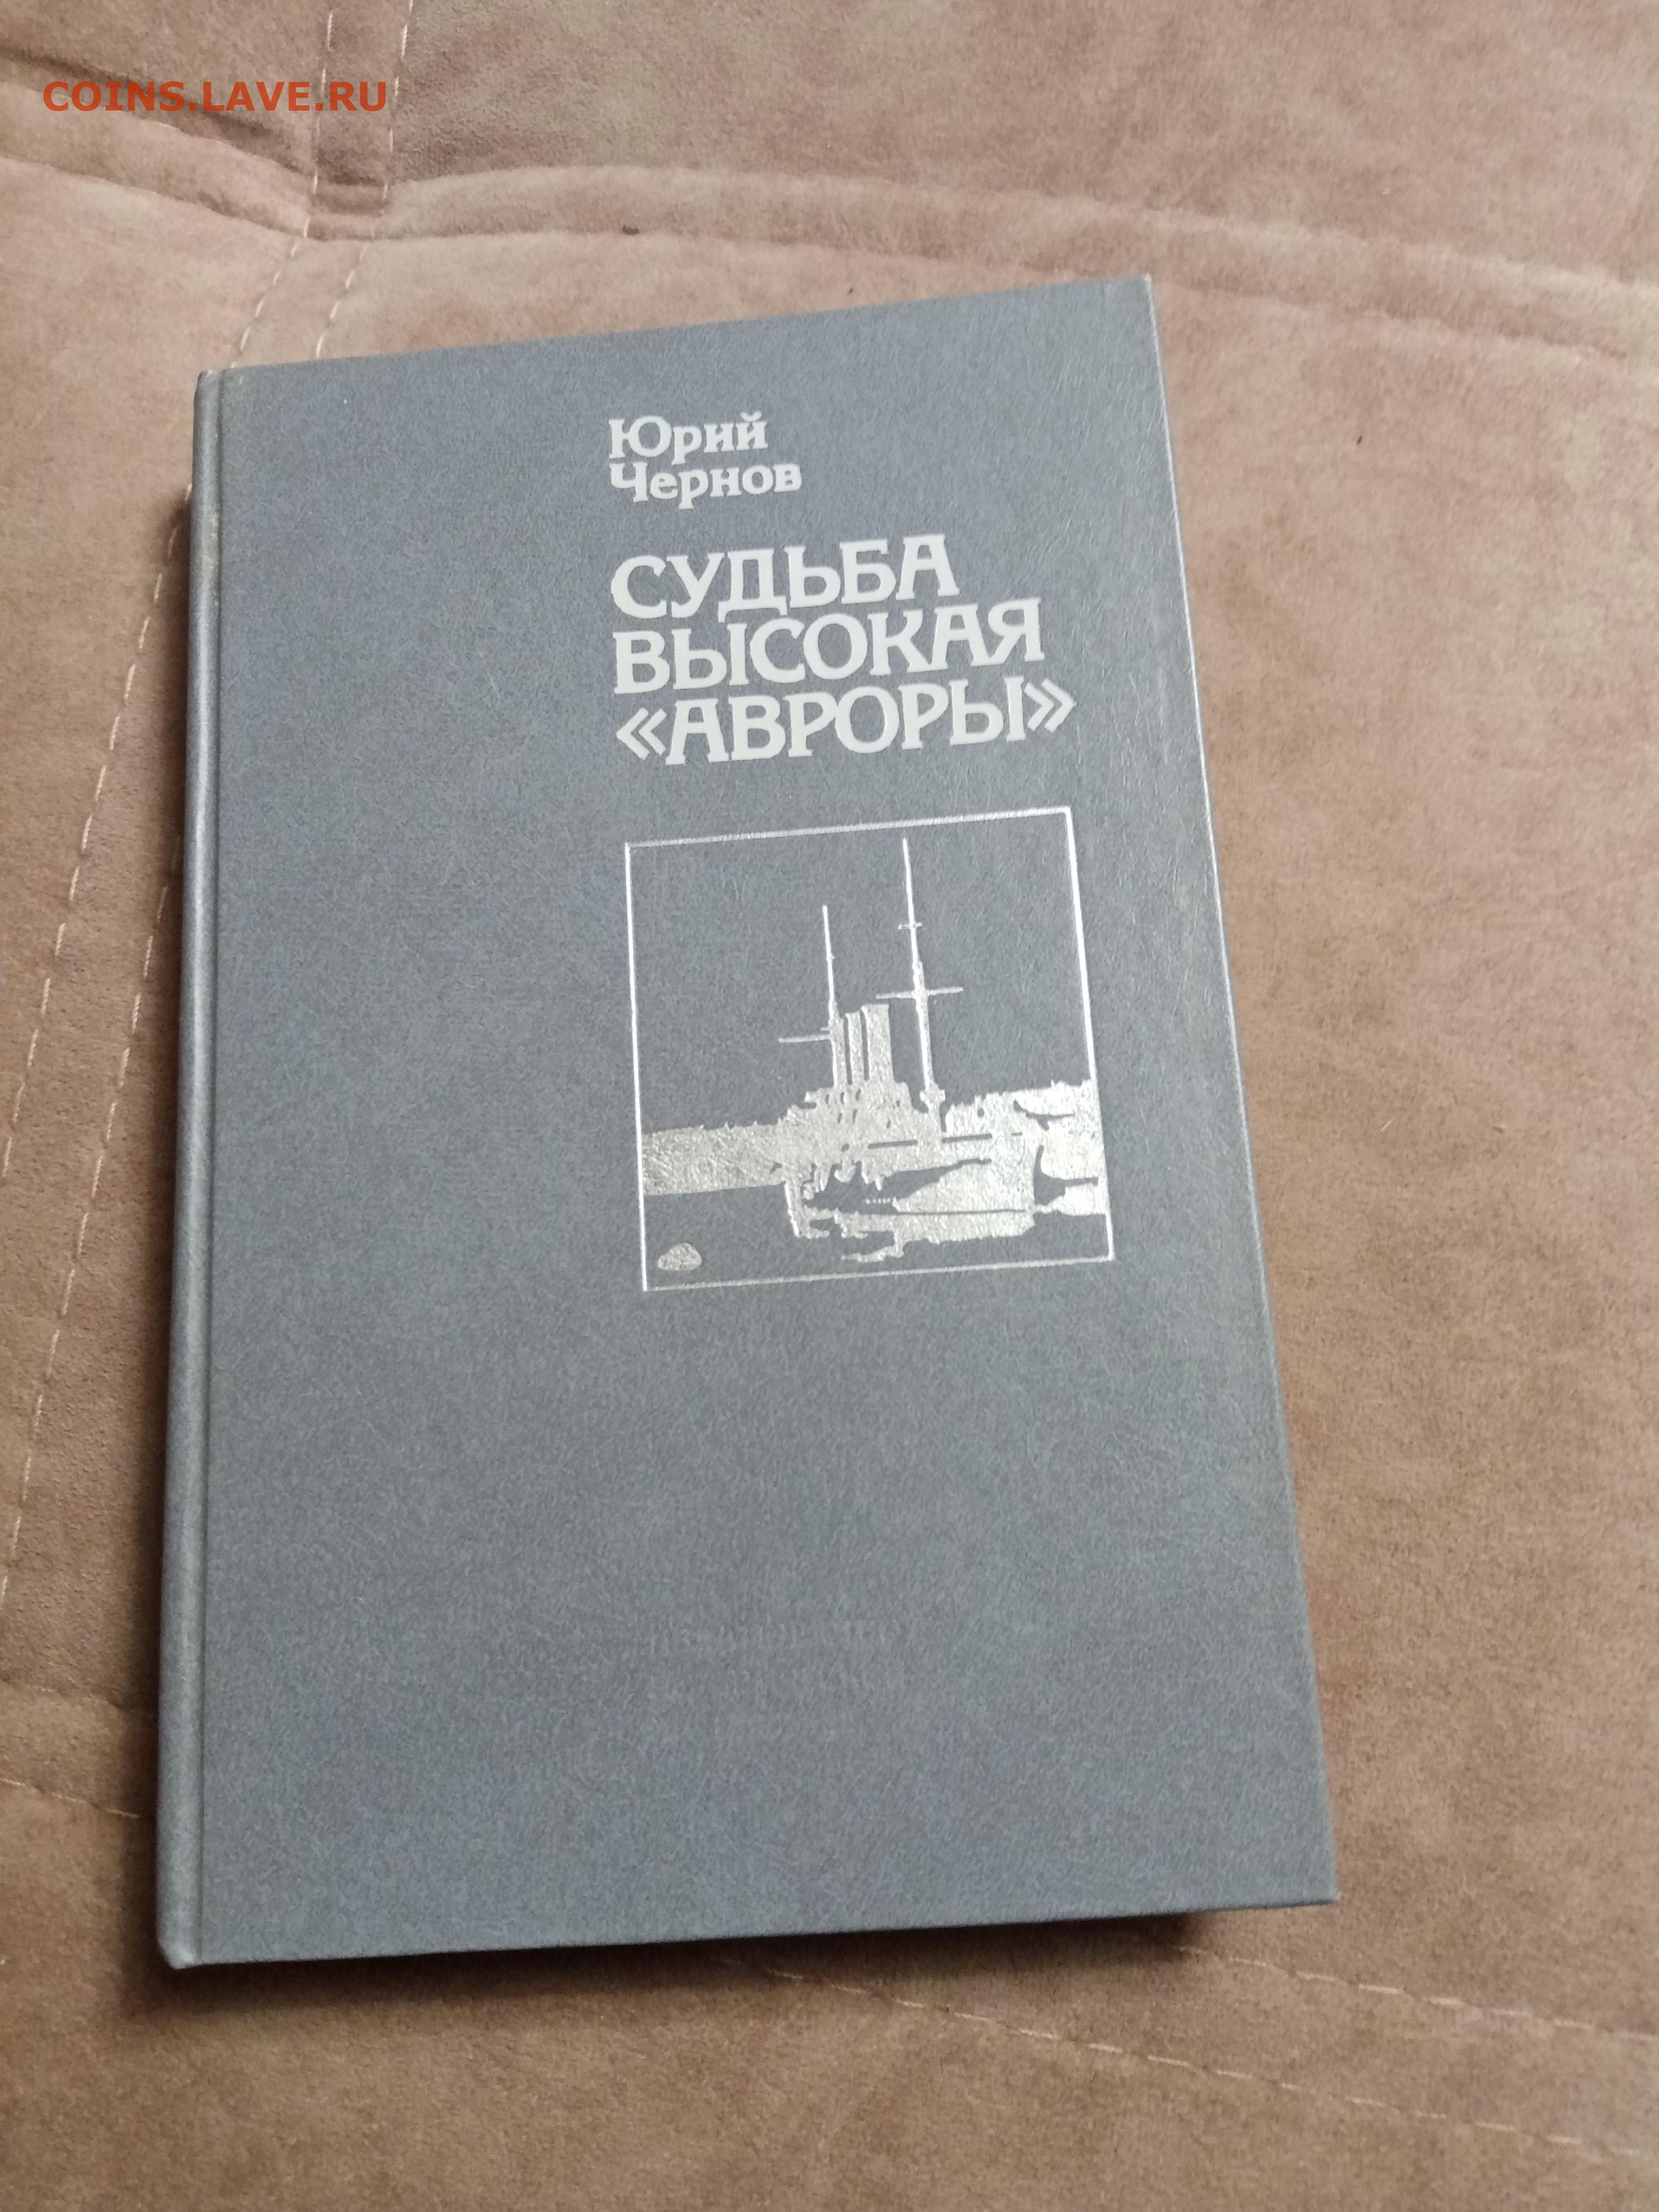 COINS.LAVE.RU
Юрий
Чернов
СУДЬБА
ВЫСОКАЯ
«АВРОРЫ»